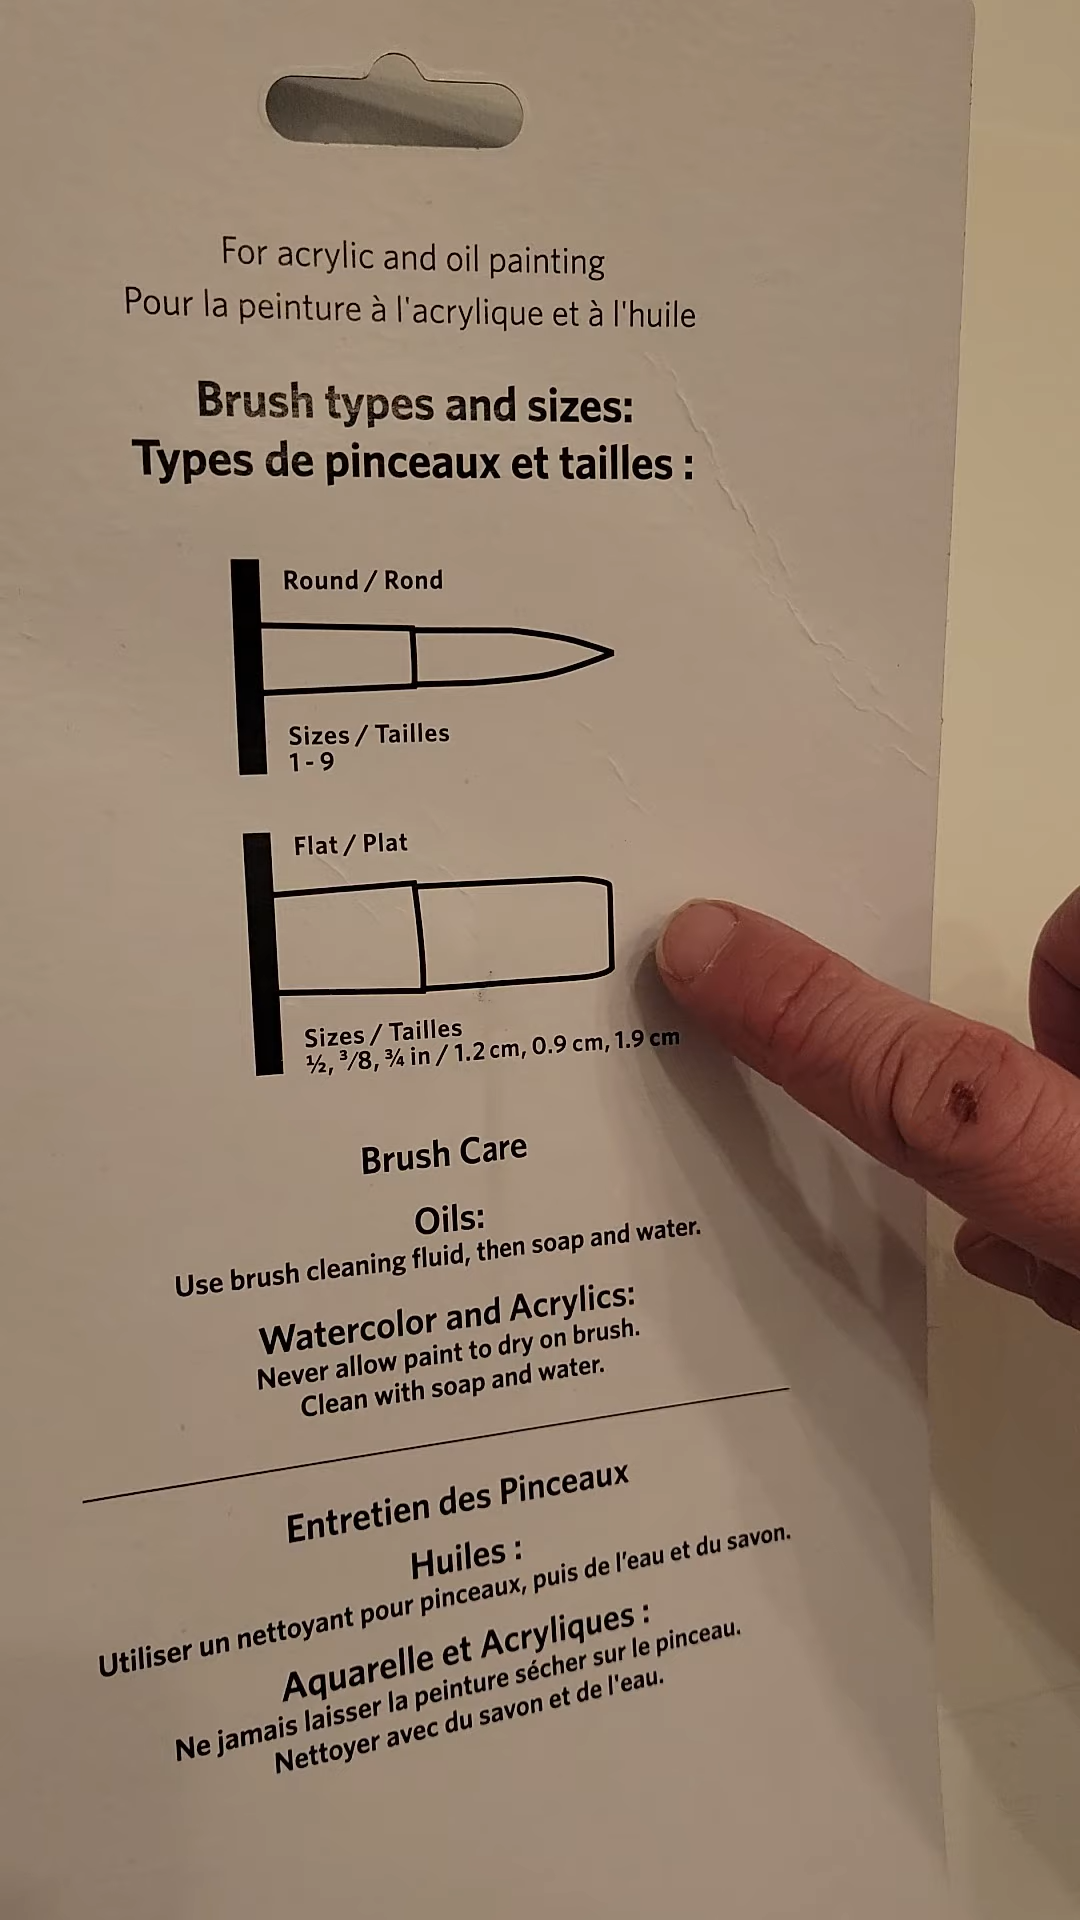 For acrylic and oil painting
Pour la peinture à l'acrylique et à l'huile
Brush types and sizes:
Types de pinceaux et tailles :
Round / Rond
Sizes / Tailles
1 - 9
Flat / Plat
Sizes / Tailles
½, ³/8, ¾ in / 1.2 cm, 0.9 cm, 1.9 cm
Brush Care
Oils:
Use brush cleaning fluid, then soap and water.
Watercolor and Acrylics:
Never allow paint to dry on brush.
Clean with soap and water.
Entretien des Pinceaux
Huiles :
Utiliser un nettoyant pour pinceaux, puis de l'eau et du savon.
Aquarelle et Acryliques :
Ne jamais laisser la peinture sécher sur le pinceau.
Nettoyer avec du savon et de l'eau.